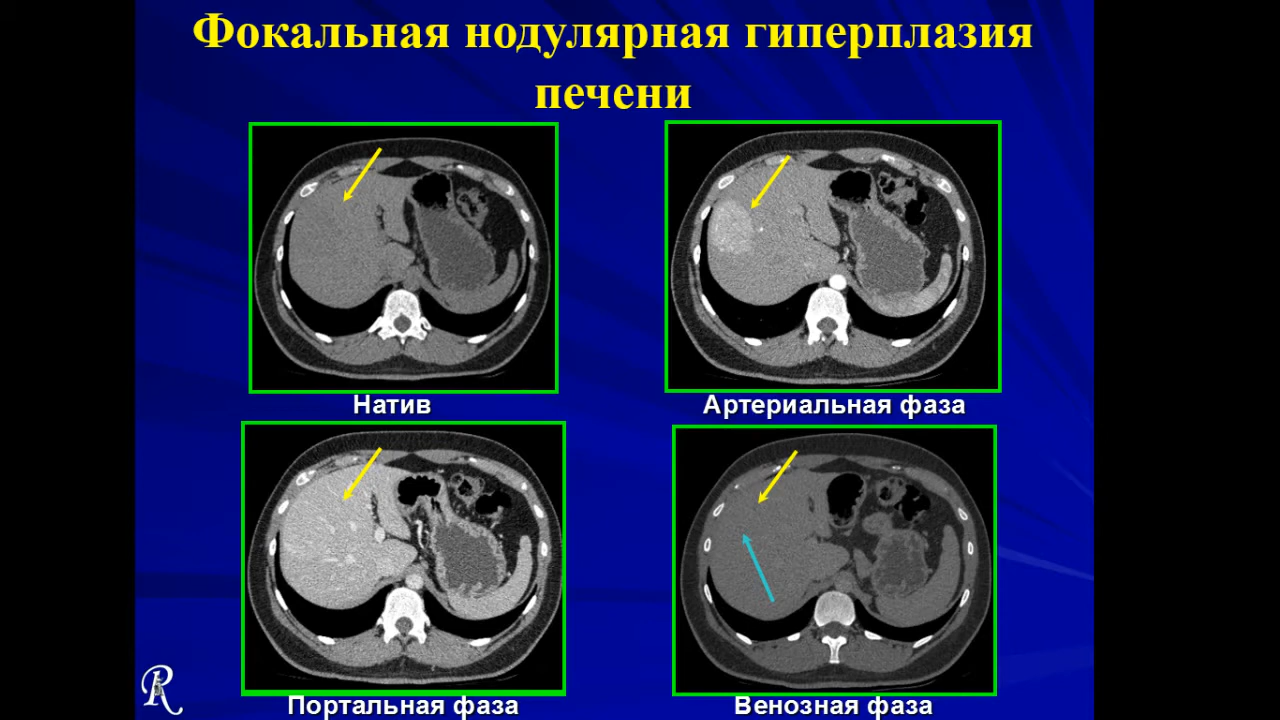 Фокальная нодулярная гиперплазия
печени
Натив
Артериальная фаза
Портальная фаза
Венозная фаза